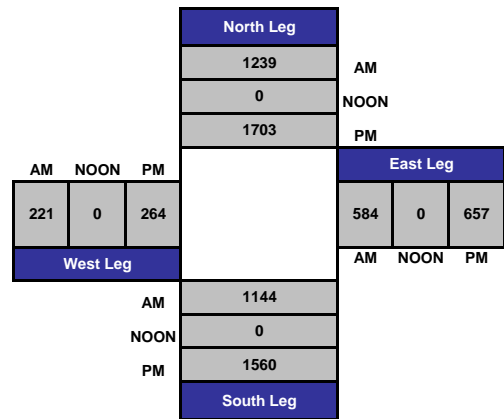 North Leg
1239 AM
0 NOON
1703 PM
AM NOON PM
East Leg
221 0 264
584 0 657
West Leg
AM NOON PM
AM 1144
NOON 0
PM 1560
South Leg